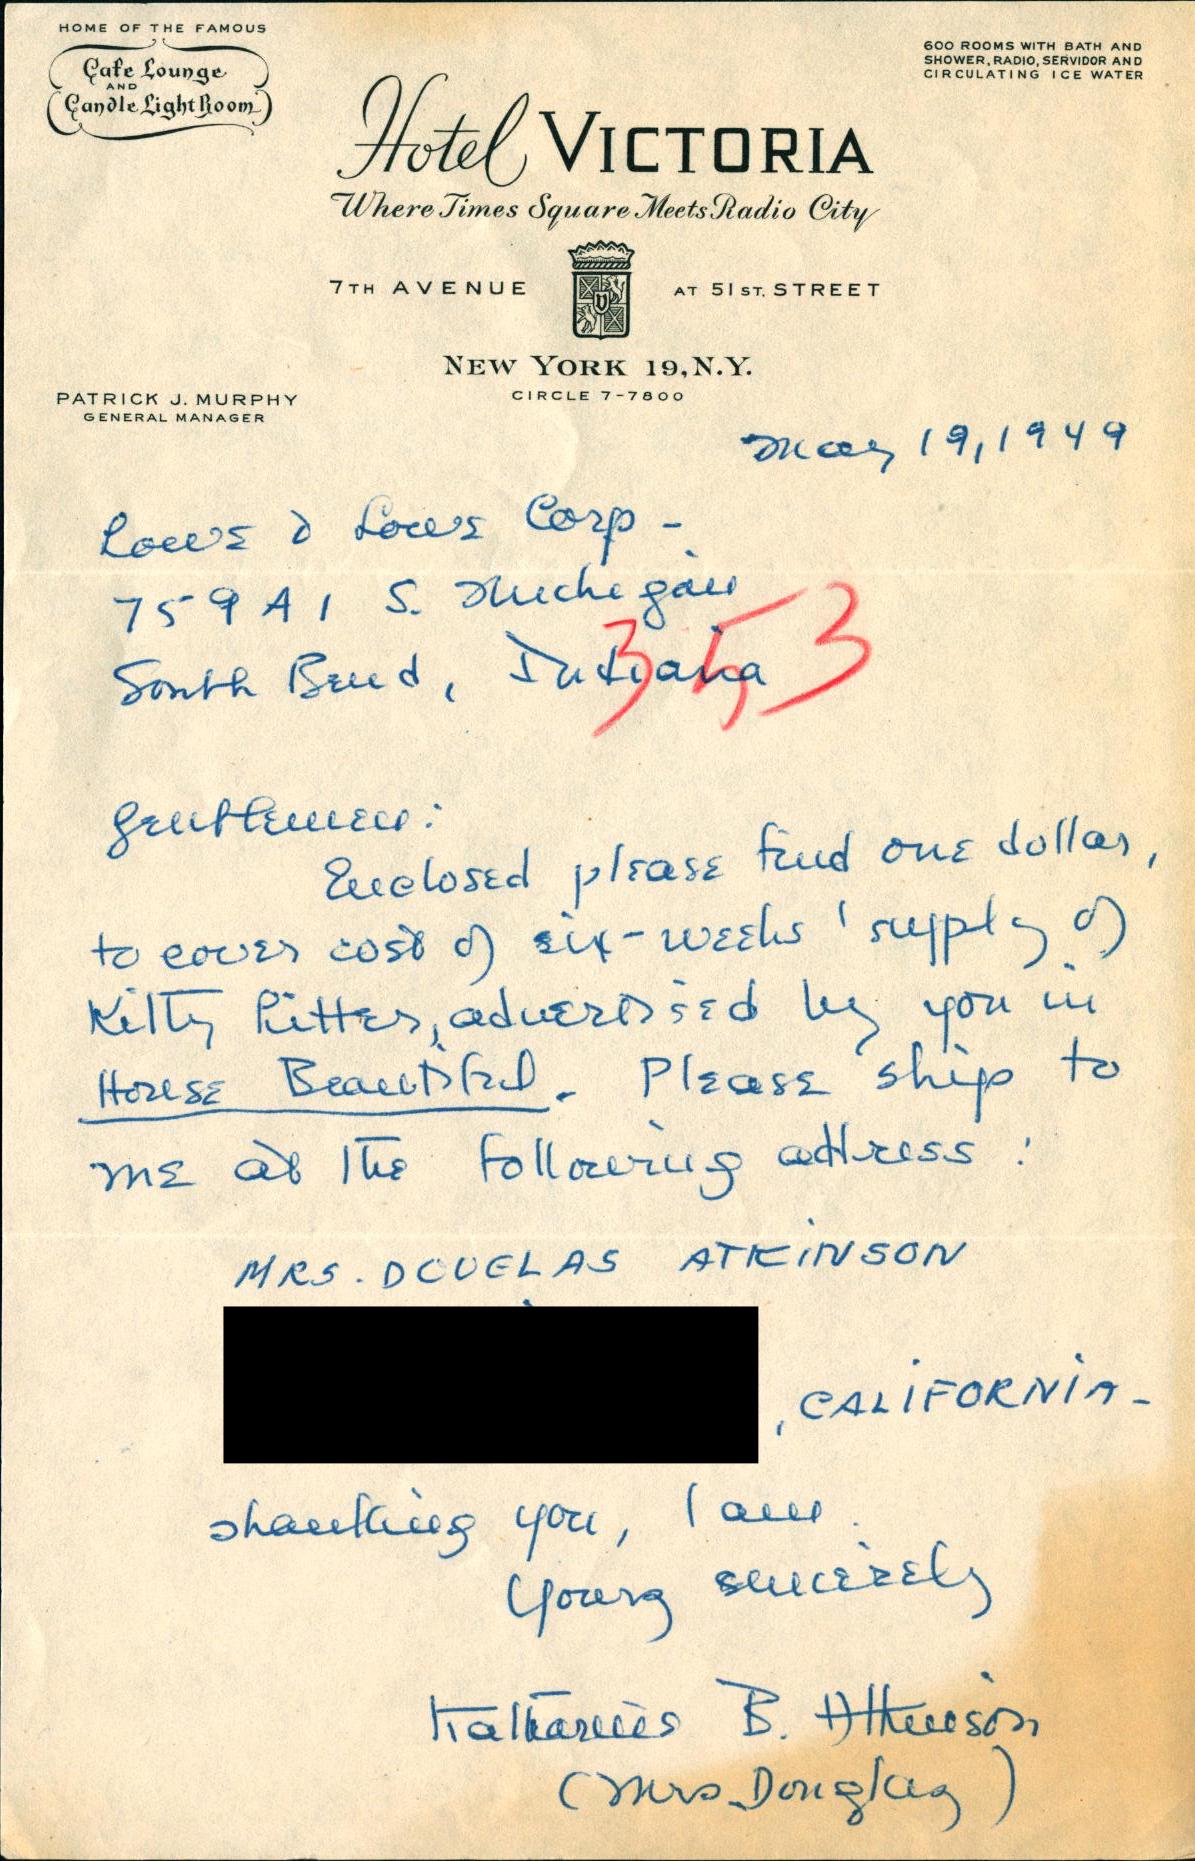 HOME OF THE FAMOUS
Cafe Lounge
AND
Candle Light Room
600 ROOMS WITH BATH AND
SHOWER, RADIO, SERVIDOR AND
CIRCULATING ICE WATER
Hotel VICTORIA
Where Times Square Meets Radio City
7TH AVENUE AT 51ST. STREET
NEW YORK 19, N.Y.
CIRCLE 7-7800
PATRICK J. MURPHY
GENERAL MANAGER
May 19, 1949
Lowe & Lowe Corp -
759 A1 S. Michigan
South Bend, Indiana
353
Gentlemen:
Enclosed please find one dollar,
to cover cost of six-weeks' supply of
Kitty Litter, advertised by you in
House Beautiful. Please ship to
me at the following address:
MRS. DOUGLAS ATKINSON
, CALIFORNIA -
Thanking you, I am
Yours sincerely
Katharine B. Atkinson
(Mrs. Douglas)